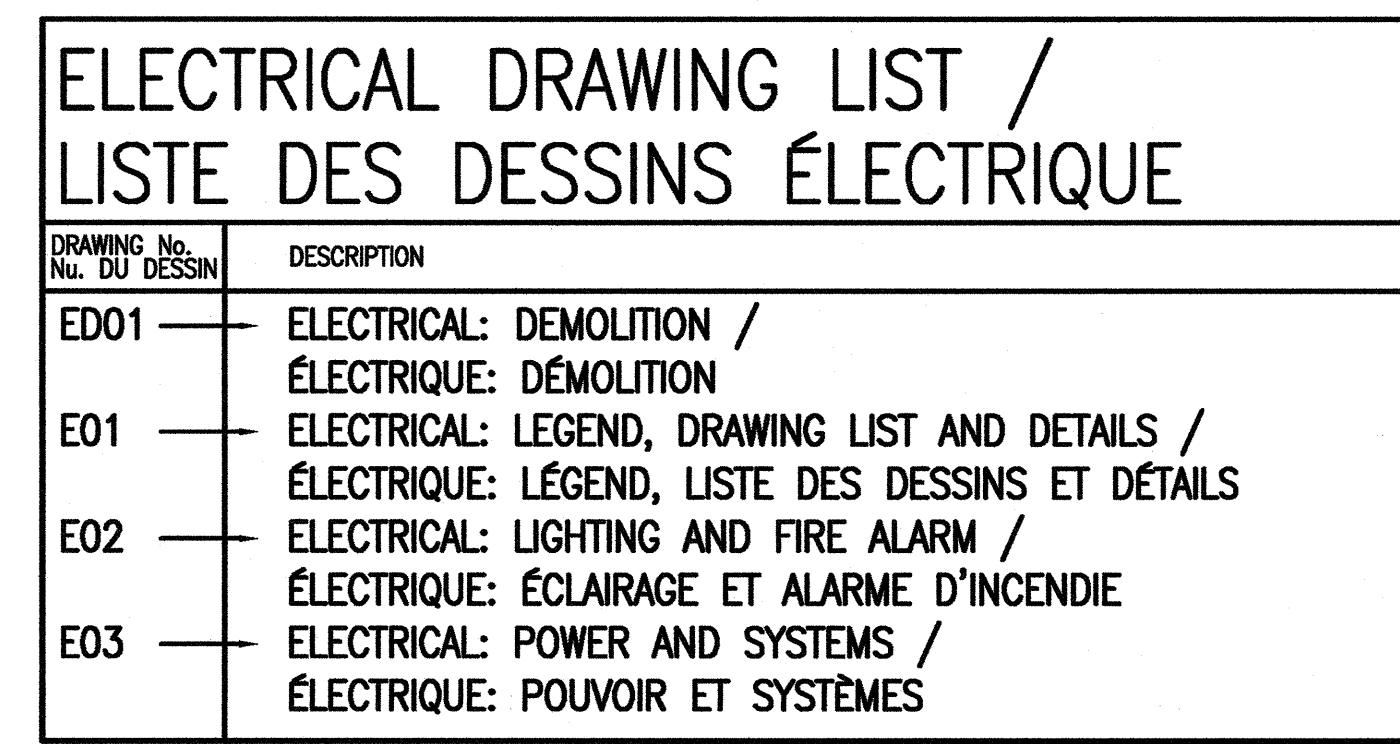 ELECTRICAL DRAWING LIST /
LISTE DES DESSINS ÉLECTRIQUE
DRAWING No.
Nu. DU DESSIN
DESCRIPTION
ED01 ELECTRICAL: DEMOLITION /
ÉLECTRIQUE: DÉMOLITION
E01 ELECTRICAL: LEGEND, DRAWING LIST AND DETAILS /
ÉLECTRIQUE: LÉGEND, LISTE DES DESSINS ET DÉTAILS
E02 ELECTRICAL: LIGHTING AND FIRE ALARM /
ÉLECTRIQUE: ÉCLAIRAGE ET ALARME D'INCENDIE
E03 ELECTRICAL: POWER AND SYSTEMS /
ÉLECTRIQUE: POUVOIR ET SYSTÈMES